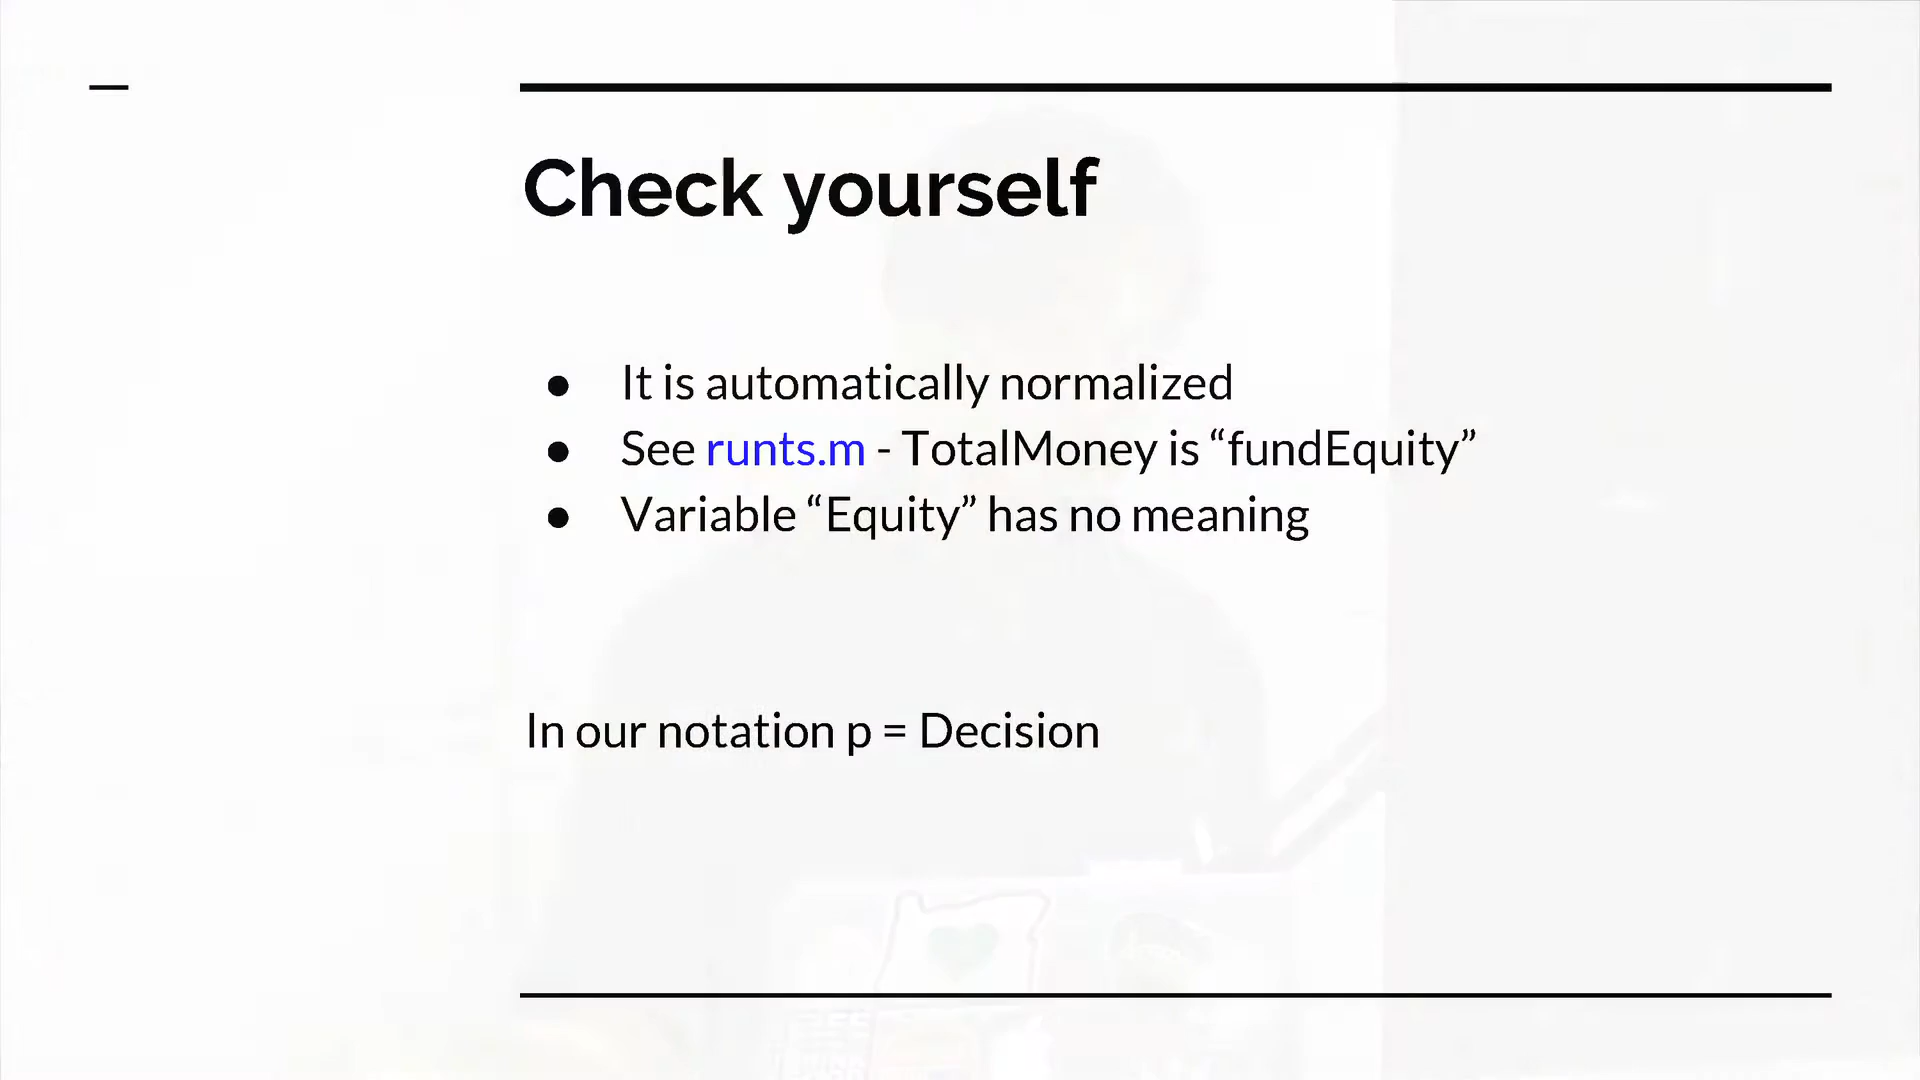 Check yourself
● It is automatically normalized
● See runts.m - TotalMoney is “fundEquity”
● Variable “Equity” has no meaning
In our notation p = Decision